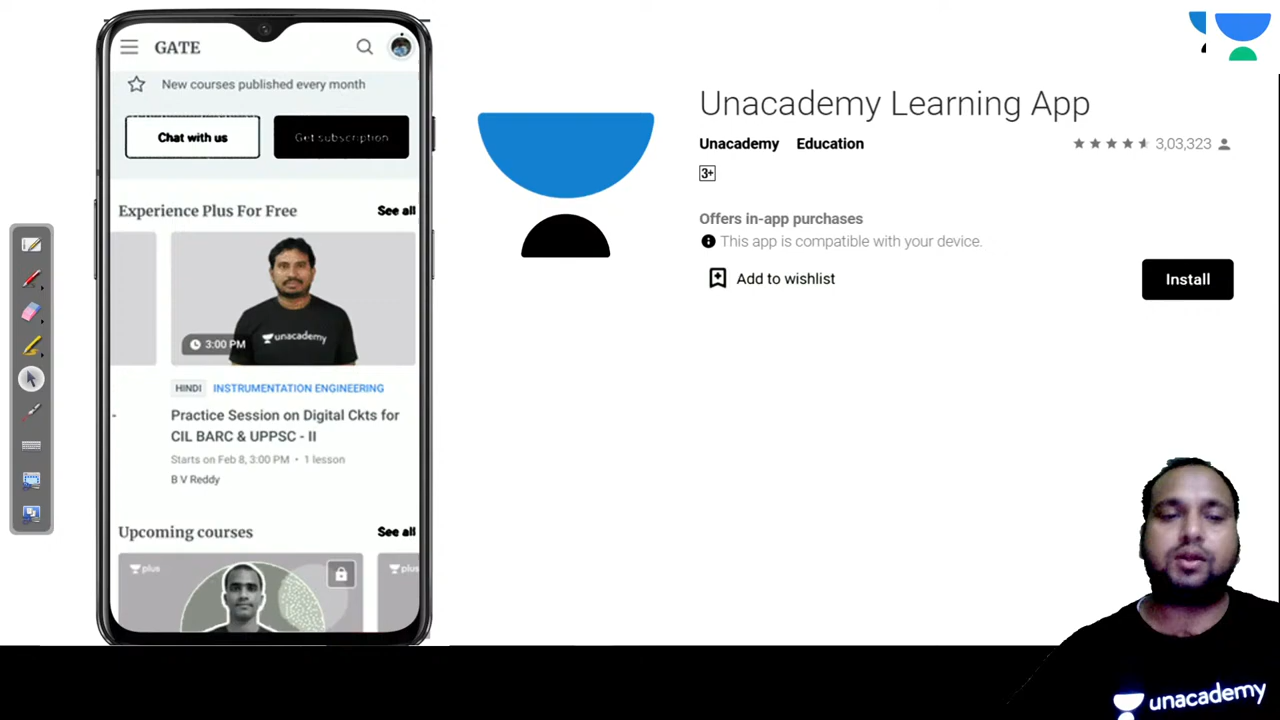 GATE
New courses published every month
Chat with us
Get subscription
Experience Plus For Free
See all
3:00 PM
unacademy
HINDI
INSTRUMENTATION ENGINEERING
Practice Session on Digital Ckts for
CIL BARC & UPPSC - II
Starts on Feb 8, 3:00 PM • 1 lesson
B V Reddy
Upcoming courses
See all
plus
plus
Unacademy Learning App
Unacademy Education
3,03,323
3+
Offers in-app purchases
This app is compatible with your device.
Add to wishlist
Install
unacademy